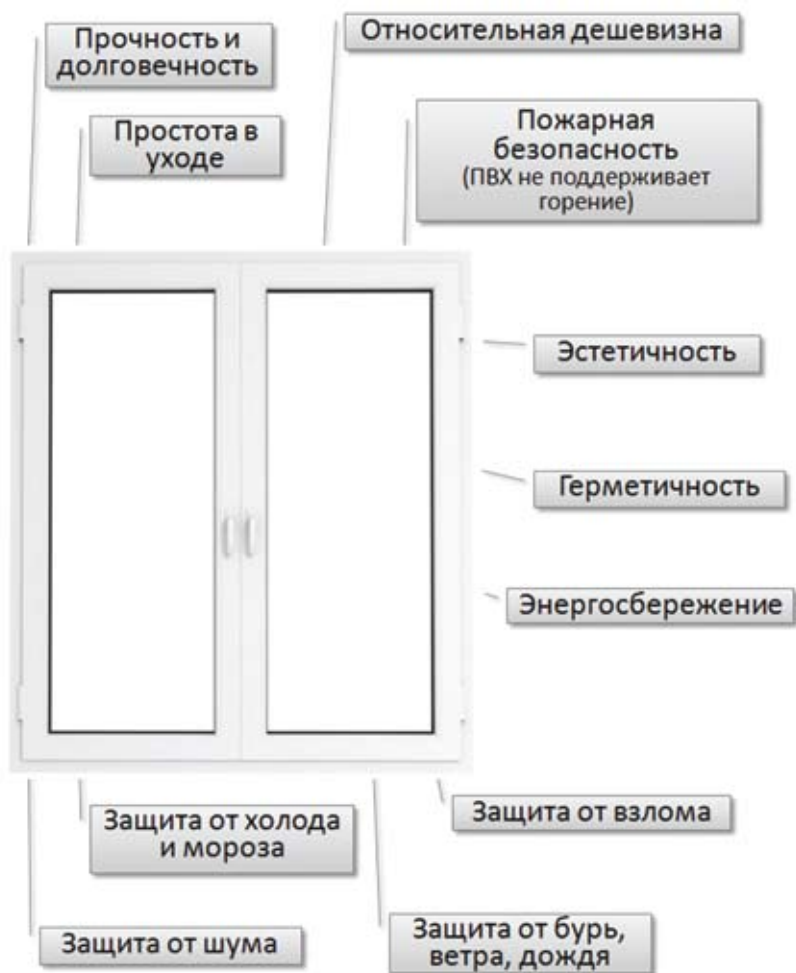 Прочность и
долговечность
Относительная дешевизна
Простота в
уходе
Пожарная
безопасность
(ПВХ не поддерживает
горение)
Эстетичность
Герметичность
Энергосбережение
Защита от холода
и мороза
Защита от взлома
Защита от шума
Защита от бурь,
ветра, дождя